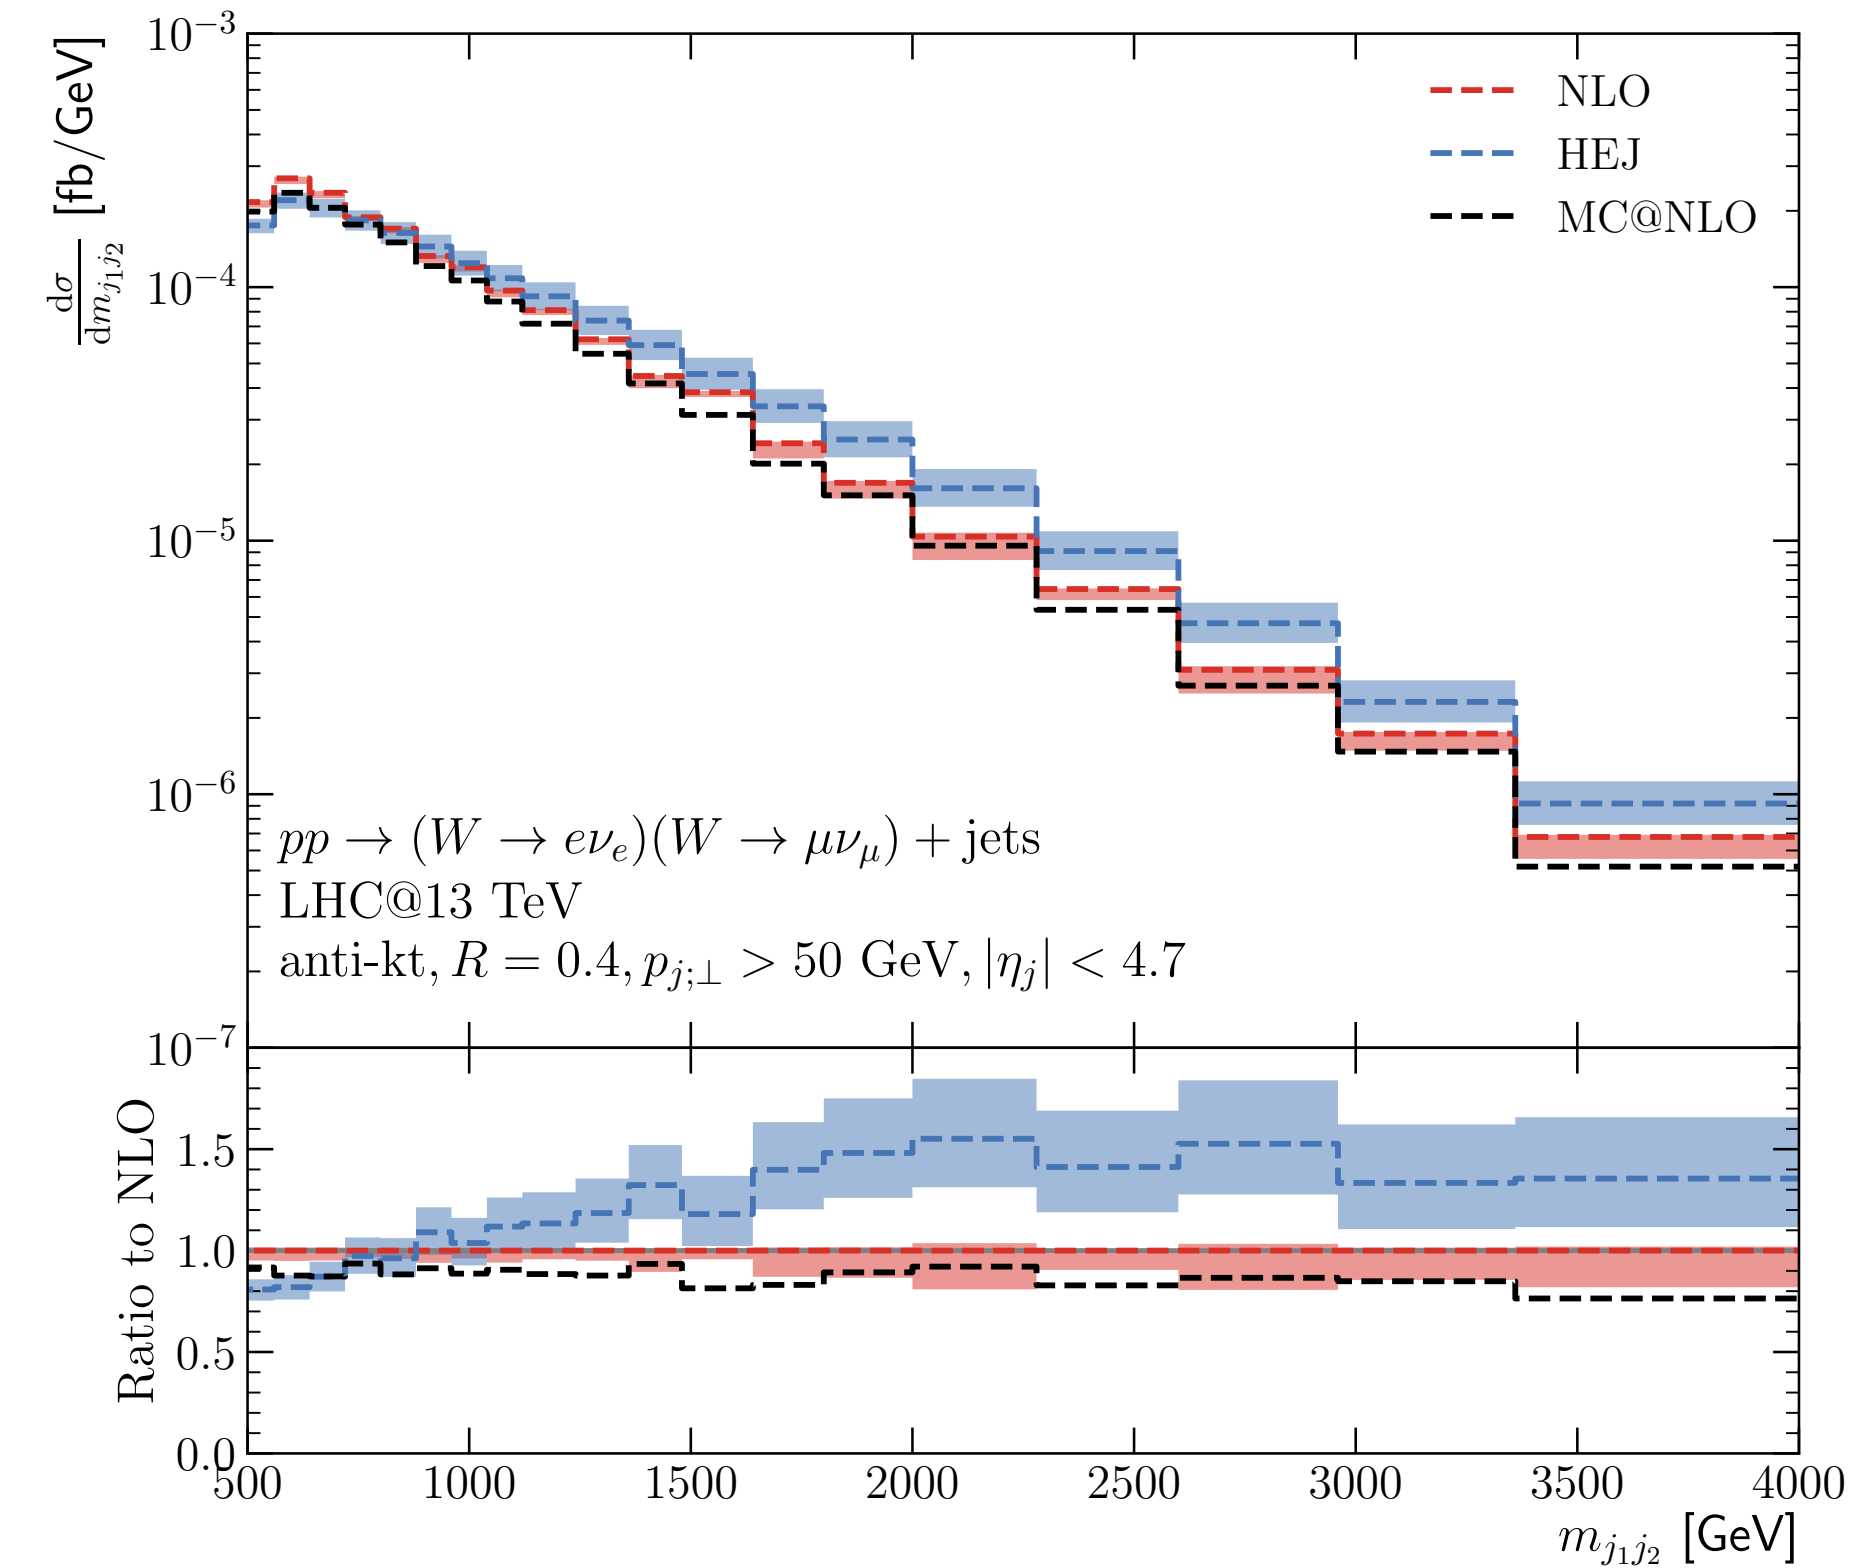 10⁻³
dσ/dm_{j₁j₂} [fb/GeV]
NLO
HEJ
MC@NLO
10⁻⁴
10⁻⁵
10⁻⁶
pp → (W → eν_e)(W → μν_μ) + jets
LHC@13 TeV
anti-kt, R = 0.4, p_{j;⊥} > 50 GeV, |η_j| < 4.7
10⁻⁷
Ratio to NLO
1.5
1.0
0.5
0.0
500 1000 1500 2000 2500 3000 3500 4000
m_{j₁j₂} [GeV]